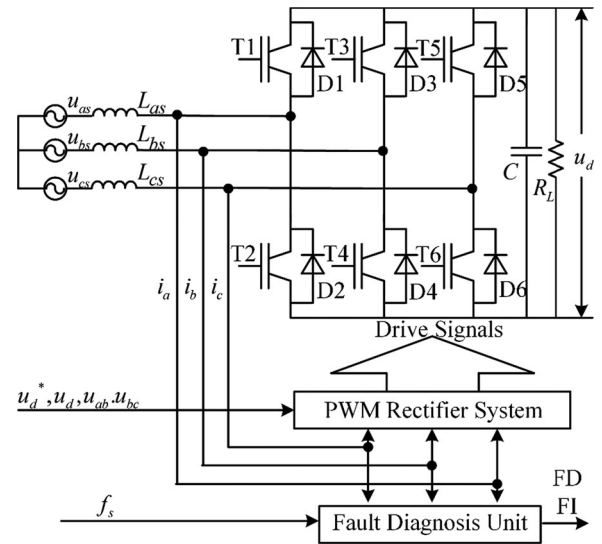 T1 T3 T5
D1 D3 D5
u_as L_as
u_bs L_bs
u_cs L_cs
C R_L u_d
T2 T4 T6
D2 D4 D6
i_a i_b i_c
Drive Signals
u_d*,u_d,u_ab.u_bc
PWM Rectifier System
FD
FI
f_s
Fault Diagnosis Unit